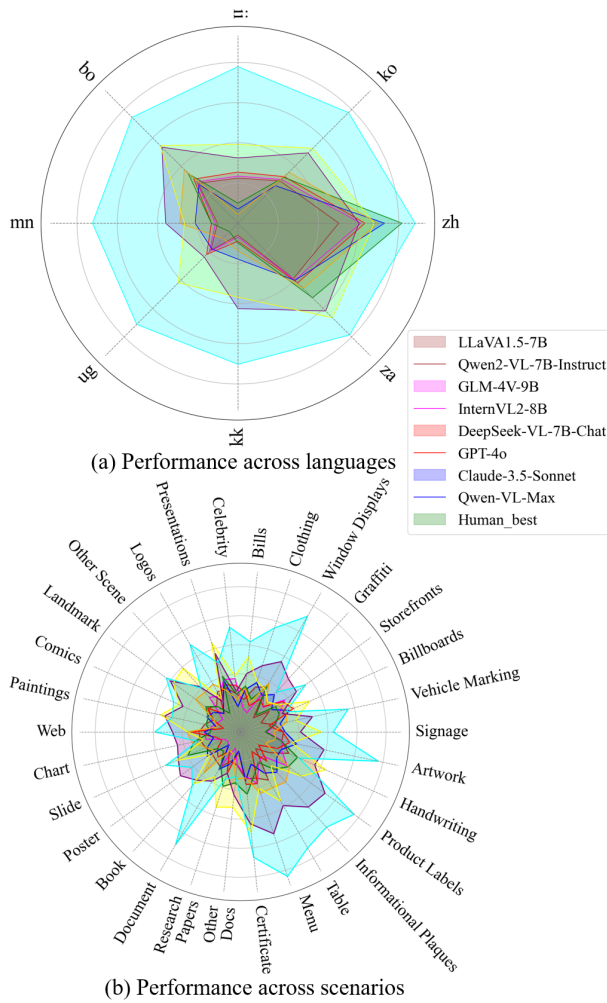 ii:
bo
ko
mn
zh
ug
za
kk
LLaVA1.5-7B
Qwen2-VL-7B-Instruct
GLM-4V-9B
InternVL2-8B
DeepSeek-VL-7B-Chat
GPT-4o
Claude-3.5-Sonnet
Qwen-VL-Max
Human_best
(a) Performance across languages
Presentations
Celebrity
Bills
Clothing
Window Displays
Logos
Graffiti
Other Scene
Storefronts
Landmark
Billboards
Comics
Vehicle Marking
Paintings
Web
Signage
Chart
Artwork
Slide
Handwriting
Poster
Product Labels
Book
Informational Plaques
Document
Table
Research
Papers
Other
Docs
Certificate
Menu
(b) Performance across scenarios